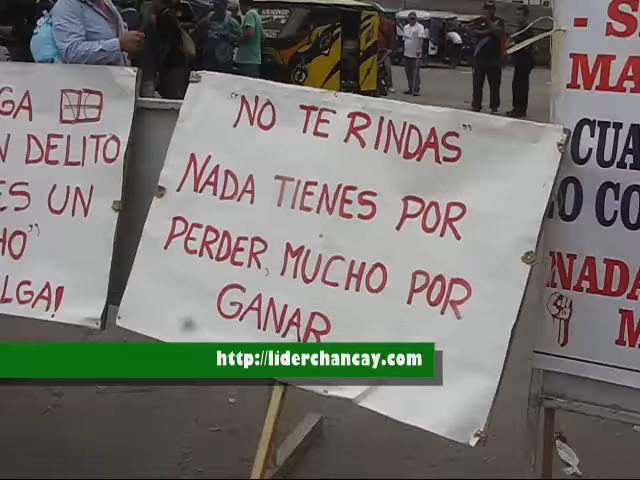 GA
N DELITO
ES UN
HO"
LGA!
"NO TE RINDAS"
NADA TIENES POR
PERDER, MUCHO POR
GANAR
- S
MA
CUA
O CO
NADA
M
http://liderchancay.com